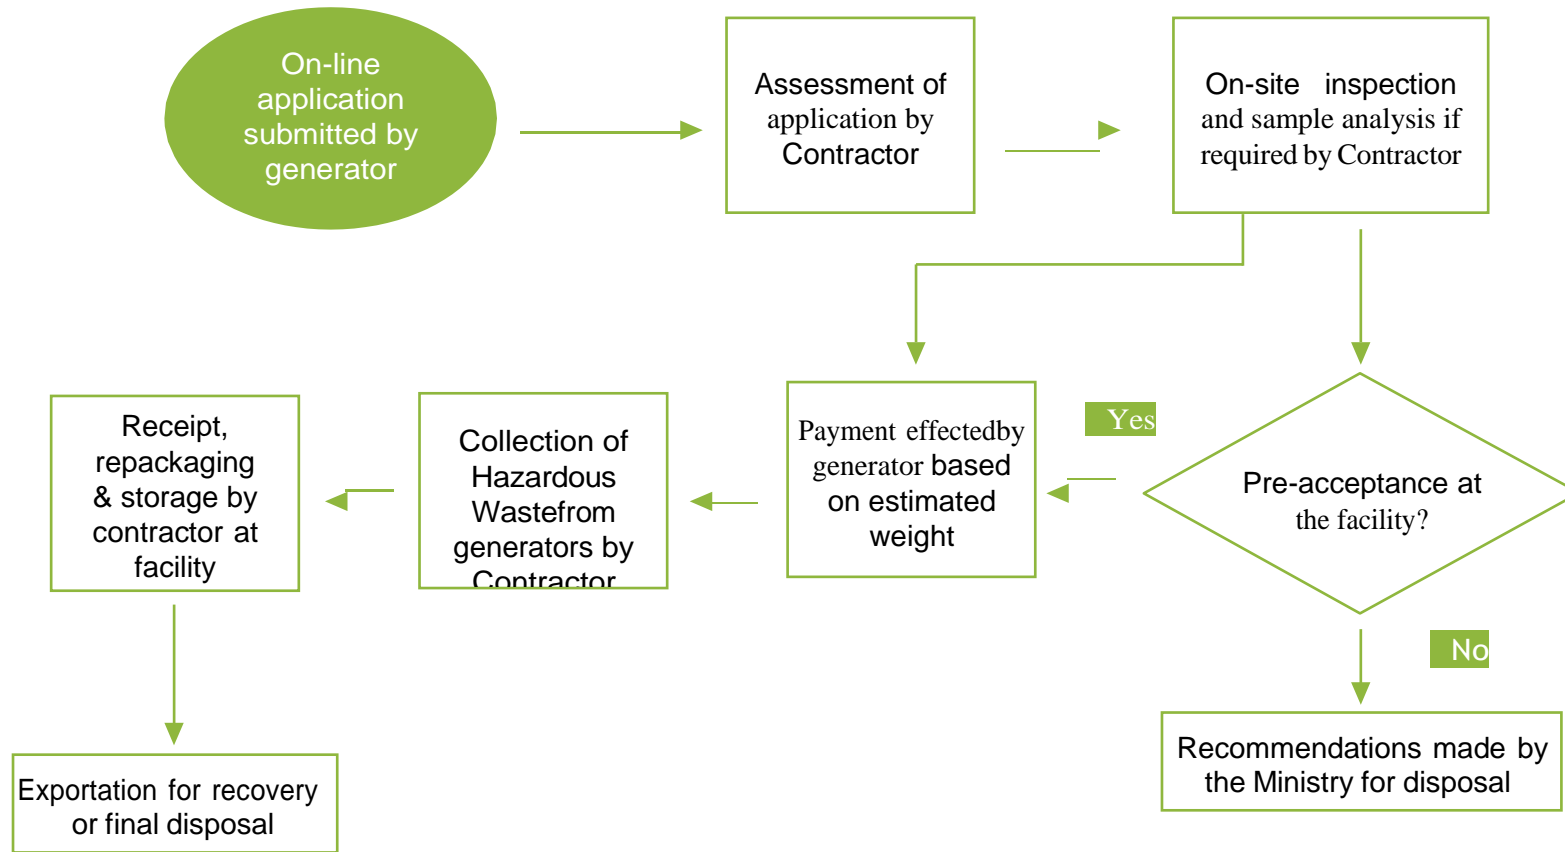 On-line
application
submitted by
generator
Assessment of
application by
Contractor
On-site inspection
and sample analysis if
required by Contractor
Receipt,
repackaging
& storage by
contractor at
facility
Collection of
Hazardous
Wastefrom
generators by
Contractor
Payment effectedby
generator based
on estimated
weight
Yes
Pre-acceptance at
the facility?
No
Recommendations made by
the Ministry for disposal
Exportation for recovery
or final disposal